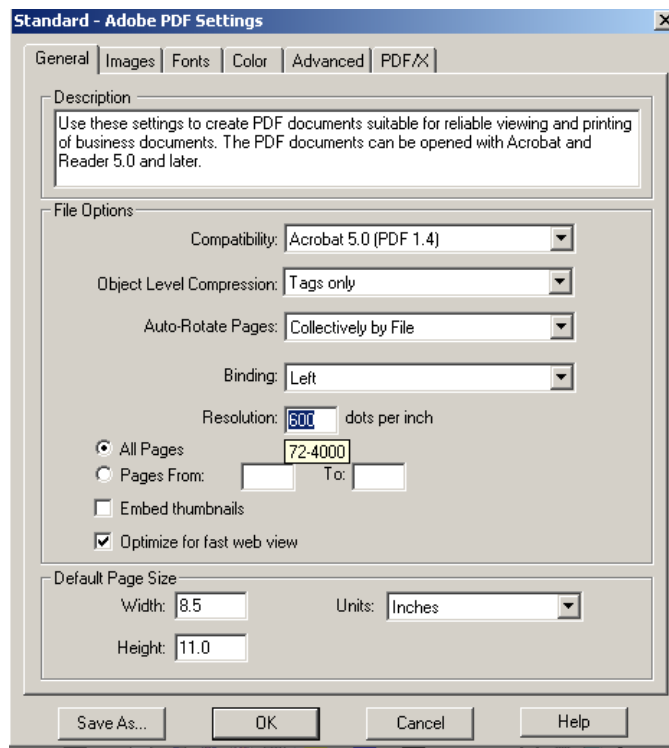 Standard - Adobe PDF Settings
General Images Fonts Color Advanced PDF/X
Description
Use these settings to create PDF documents suitable for reliable viewing and printing
of business documents. The PDF documents can be opened with Acrobat and
Reader 5.0 and later.
File Options
Compatibility: Acrobat 5.0 (PDF 1.4)
Object Level Compression: Tags only
Auto-Rotate Pages: Collectively by File
Binding: Left
Resolution: 600 dots per inch
All Pages 72-4000
Pages From: To:
Embed thumbnails
Optimize for fast web view
Default Page Size
Width: 8.5 Units: Inches
Height: 11.0
Save As... OK Cancel Help